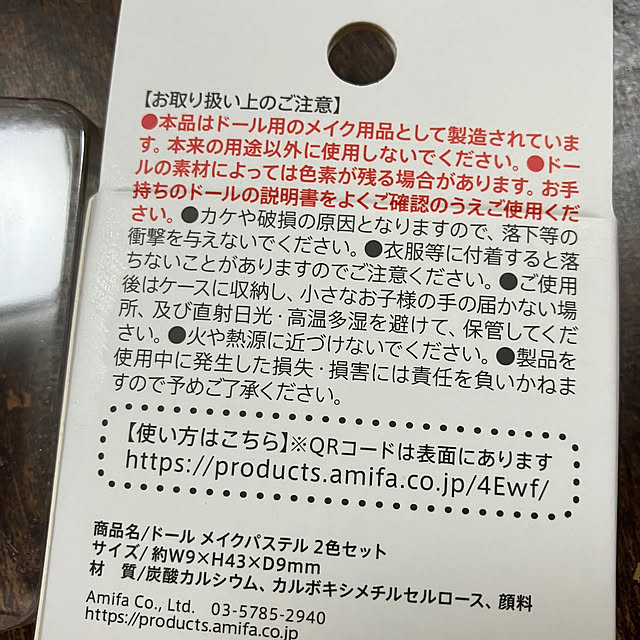 【お取り扱い上のご注意】
●本品はドール用のメイク用品として製造されていま
す。本来の用途以外に使用しないでください。●ドー
ルの素材によっては色素が残る場合があります。お手
持ちのドールの説明書をよくご確認のうえご使用くだ
さい。●カケや破損の原因となりますので、落下等の
衝撃を与えないでください。●衣服等に付着すると落
ちないことがありますのでご注意ください。●ご使用
後はケースに収納し、小さなお子様の手の届かない場
所、及び直射日光・高温多湿を避けて、保管してくだ
さい。●火や熱源に近づけないでください。●製品を
使用中に発生した損失・損害には責任を負いかねま
すので予めご了承ください。
【使い方はこちら】※QRコードは表面にあります
https://products.amifa.co.jp/4Ewf/
商品名/ドール メイクパステル 2色セット
サイズ/ 約W9×H43×D9mm
材　質/炭酸カルシウム、カルボキシメチルセルロース、顔料
Amifa Co., Ltd. 03-5785-2940
https://products.amifa.co.jp